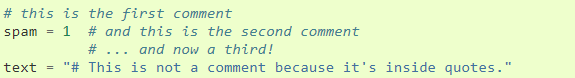 # this is the first comment
spam = 1  # and this is the second comment
          # ... and now a third!
text = "# This is not a comment because it's inside quotes."